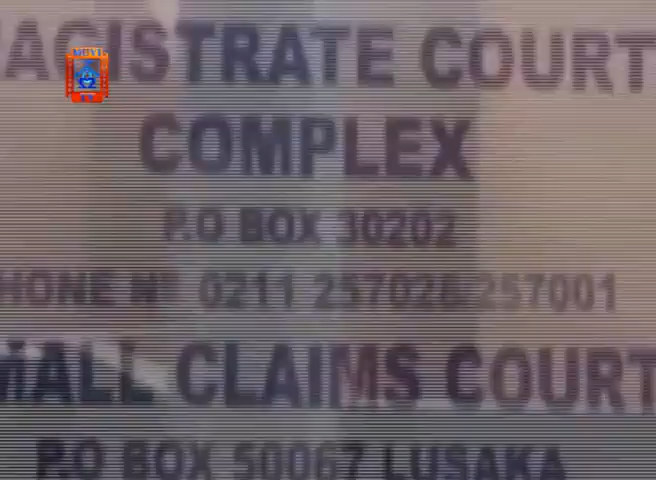 AGISTRATE COURT
COMPLEX
P.O BOX 30202
HONE Nº 0211 257028/257001
MALL CLAIMS COURT
P.O BOX 50067 LUSAKA